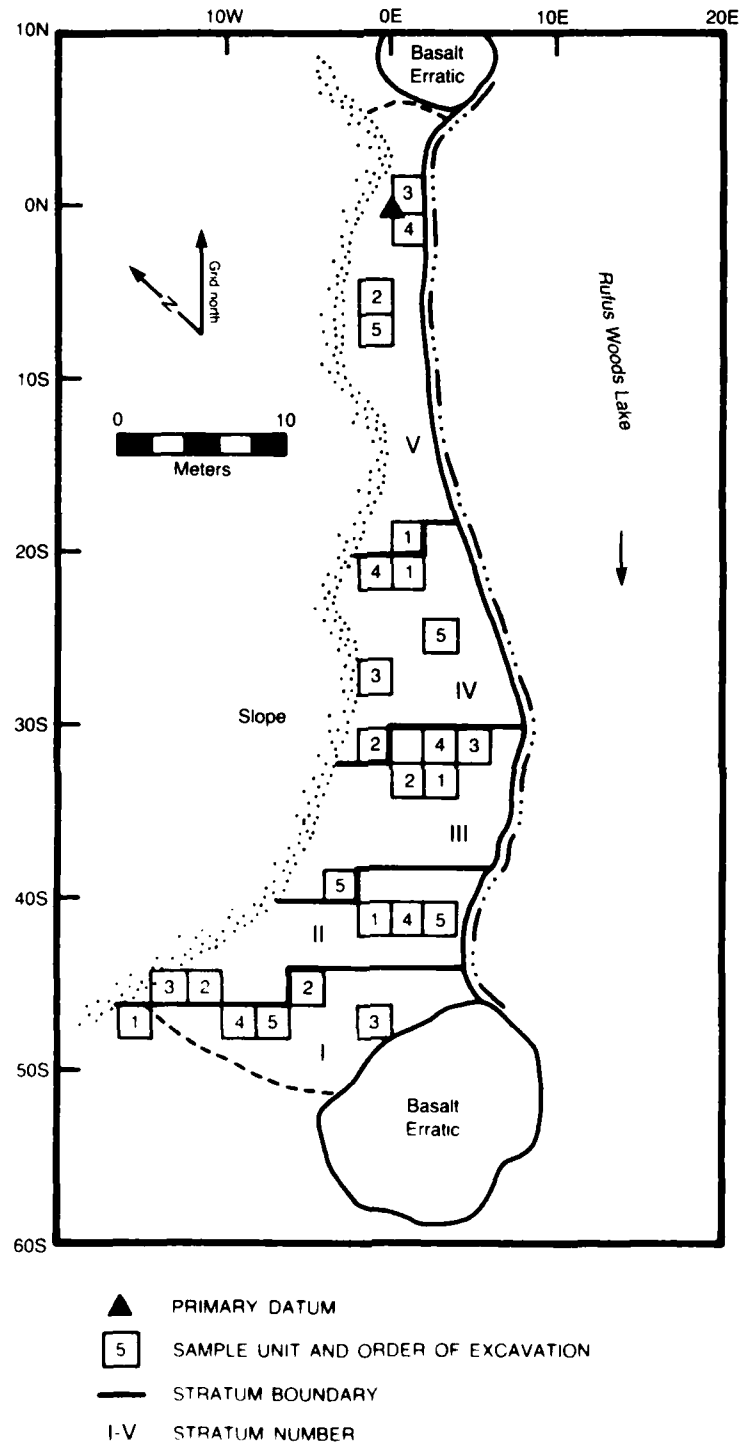 10W 0E 10E 20E
10N
Basalt
Erratic
0N
3
4
Grid north
N
2
5
Rufus Woods Lake
10S
0 10
Meters
V
1
20S
4 1
5
3
IV
Slope
30S
2 4 3
2 1
III
5
40S
1 4 5
II
3 2 2
1 4 5 3
I
50S
Basalt
Erratic
60S
PRIMARY DATUM
5 SAMPLE UNIT AND ORDER OF EXCAVATION
STRATUM BOUNDARY
I-V STRATUM NUMBER